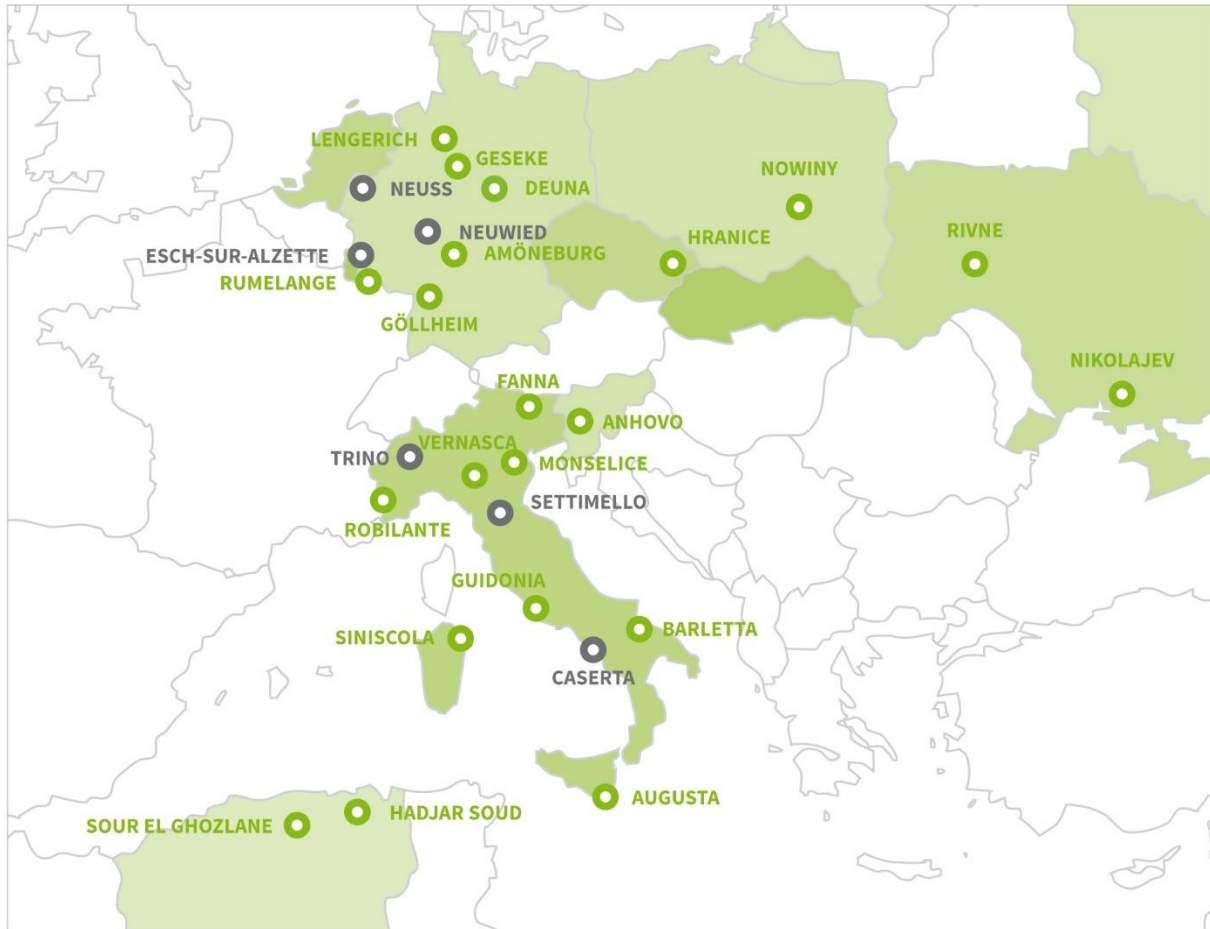 LENGERICH
GESEKE
NEUSS
DEUNA
NOWINY
NEUWIED
HRANICE
RIVNE
ESCH-SUR-ALZETTE
AMÖNEBURG
RUMELANGE
GÖLLHEIM
NIKOLAJEV
FANNA
ANHOVO
VERNASCA
TRINO
MONSELICE
SETTIMELLO
ROBILANTE
GUIDONIA
SINISCOLA
BARLETTA
CASERTA
AUGUSTA
HADJAR SOUD
SOUR EL GHOZLANE